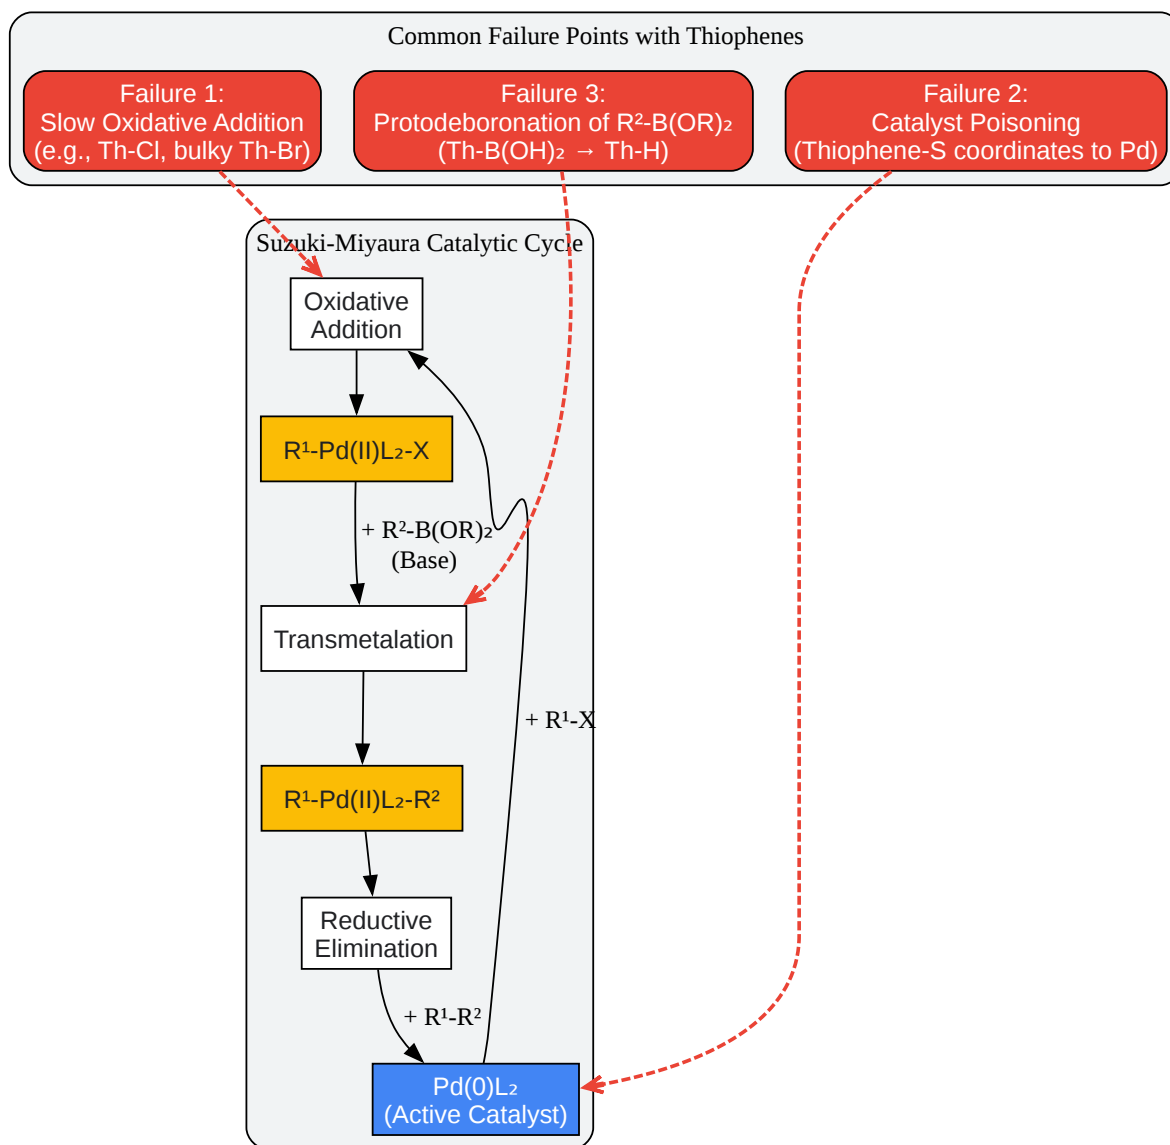 Common Failure Points with Thiophenes
Failure 1:
Slow Oxidative Addition
(e.g., Th-Cl, bulky Th-Br)
Failure 3:
Protodeboronation of R²-B(OR)₂
(Th-B(OH)₂ → Th-H)
Failure 2:
Catalyst Poisoning
(Thiophene-S coordinates to Pd)
Suzuki-Miyaura Catalytic Cycle
Oxidative
Addition
R¹-Pd(II)L₂-X
+ R²-B(OR)₂
(Base)
Transmetalation
+ R¹-X
R¹-Pd(II)L₂-R²
Reductive
Elimination
+ R¹-R²
Pd(0)L₂
(Active Catalyst)